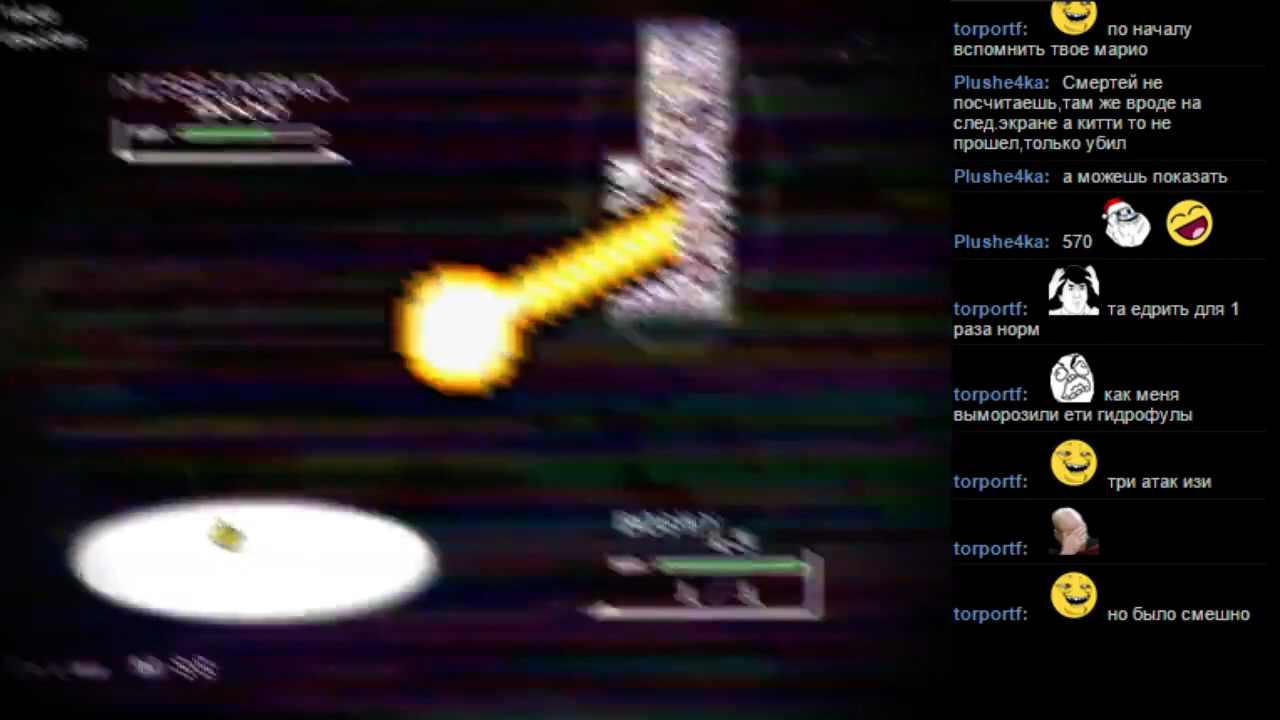 torportf: по началу
вспомнить твое марио
Plushe4ka: Смертей не
посчитаешь,там же вроде на
след.экране а китти то не
прошел,только убил
Plushe4ka: а можешь показать
Plushe4ka: 570
torportf: та едрить для 1
раза норм
torportf: как меня
выморозили ети гидрофулы
torportf: три атак изи
torportf:
torportf: но было смешно